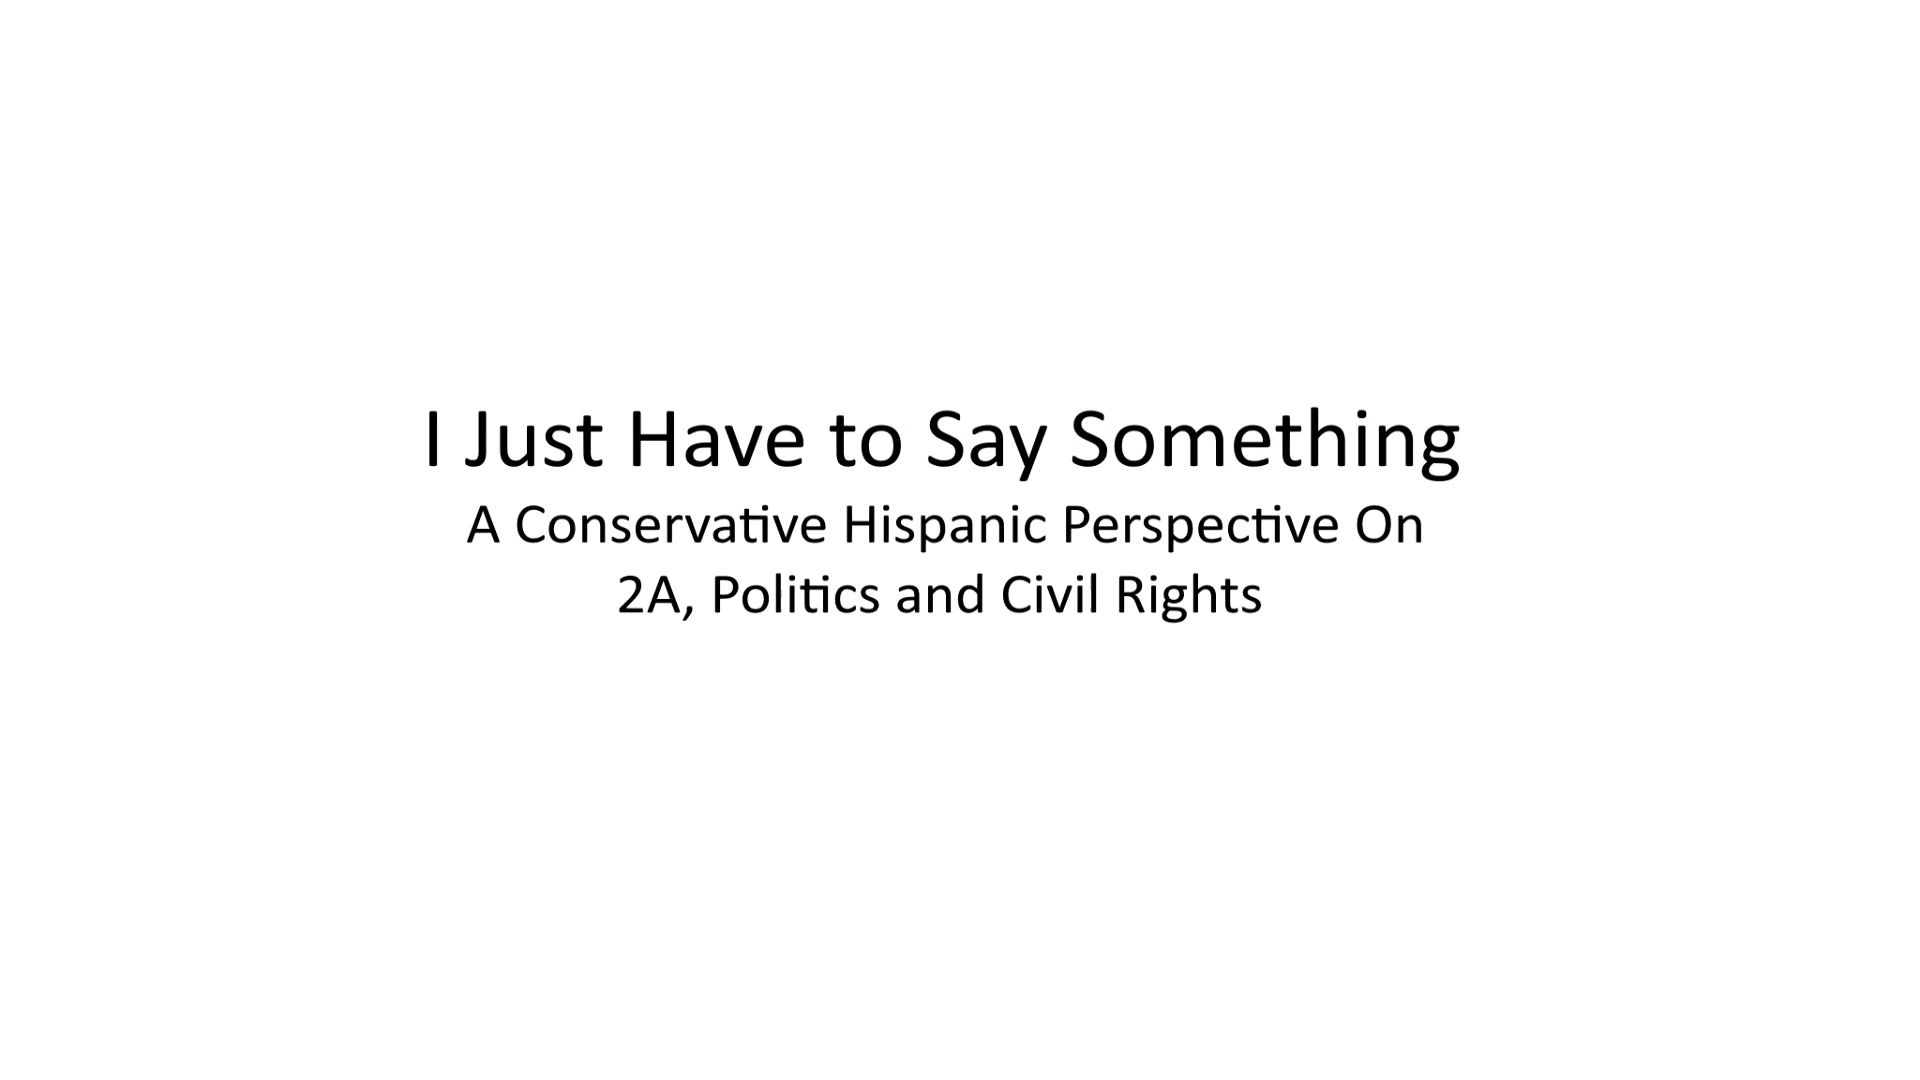 I Just Have to Say Something
A Conservative Hispanic Perspective On
2A, Politics and Civil Rights